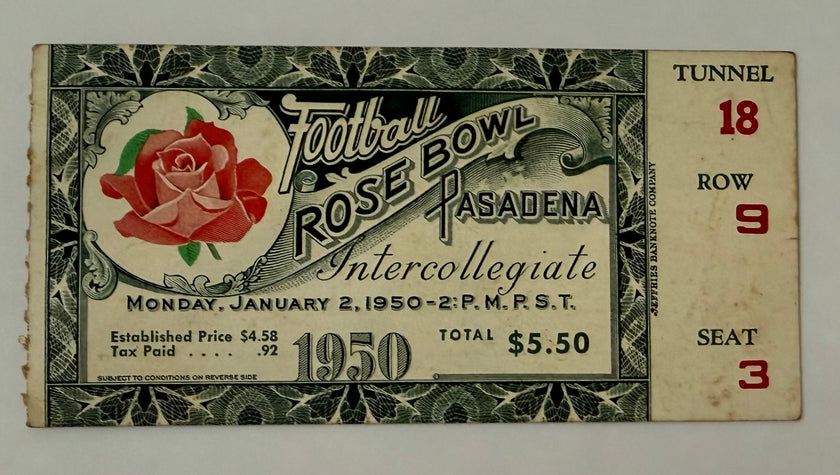 Football
ROSE BOWL
PASADENA
Intercollegiate
MONDAY, JANUARY 2, 1950-2: P. M. P. S. T.
Established Price $4.58
Tax Paid . . . . .92
1950
TOTAL $5.50
SUBJECT TO CONDITIONS ON REVERSE SIDE
JEFFRIES BANKNOTE COMPANY
TUNNEL
18
ROW
9
SEAT
3